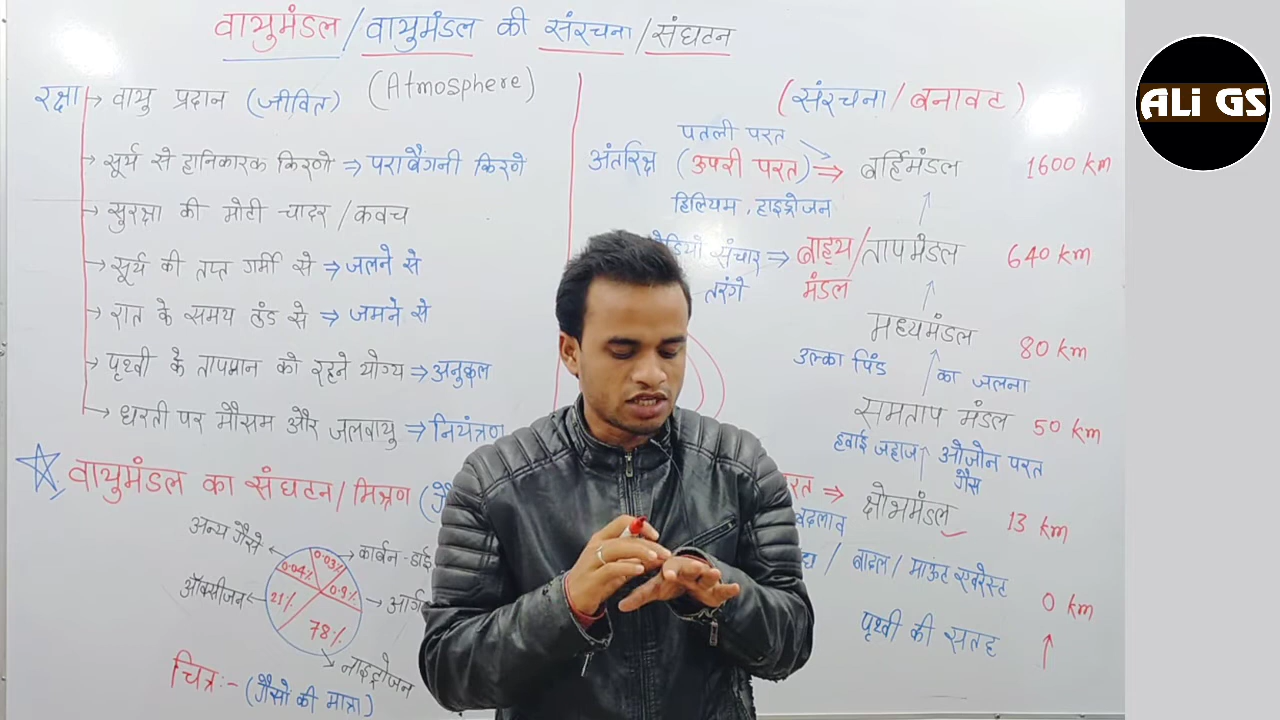 वायुमंडल/वायुमंडल की संरचना/संघटन
(Atmosphere)
रक्षा → वायु प्रदान (जीवित)
→ सूर्य से हानिकारक किरणे ⇒ पराबैंगनी किरणे
→ सुरक्षा की मोटी चादर/कवच
→ सूर्य की तप्त गर्मी से ⇒ जलने से
→ रात के समय ठंड से ⇒ जमने से
→ पृथ्वी के तापमान को रहने योग्य ⇒ अनुकूल
→ धरती पर मौसम और जलवायु ⇒ नियंत्रण
वायुमंडल का संघटन/मिश्रण
अन्य गैसे
कार्बन-डाई
0.04%
0.03%
0.9%
ऑक्सीजन
21%
78%
नाइट्रोजन
चित्र:- (गैसो की मात्रा)
(संरचना/बनावट)
पतली परत
अंतरिक्ष (ऊपरी परत) ⇒ बर्हिमंडल 1600 km
हिलियम, हाइड्रोजन
संचार ⇒ बाह्य/तापमंडल 640 km
तरंगे मंडल
मध्यमंडल 80 km
उल्का पिंड का जलना
समताप मंडल 50 km
हवाई जहाज ओजोन परत
गैस
⇒ क्षोभमंडल 13 km
बदलाव
/ बादल/माऊंट एवरेस्ट
0 km
पृथ्वी की सतह
ALi GS